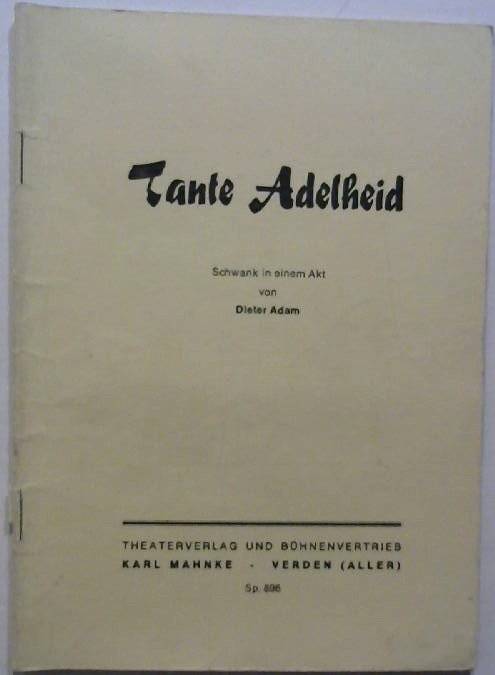 Tante Adelheid
Schwank in einem Akt
von
Dieter Adam
THEATERVERLAG UND BÜHNENVERTRIEB
KARL MAHNKE - VERDEN (ALLER)
Sp. 896